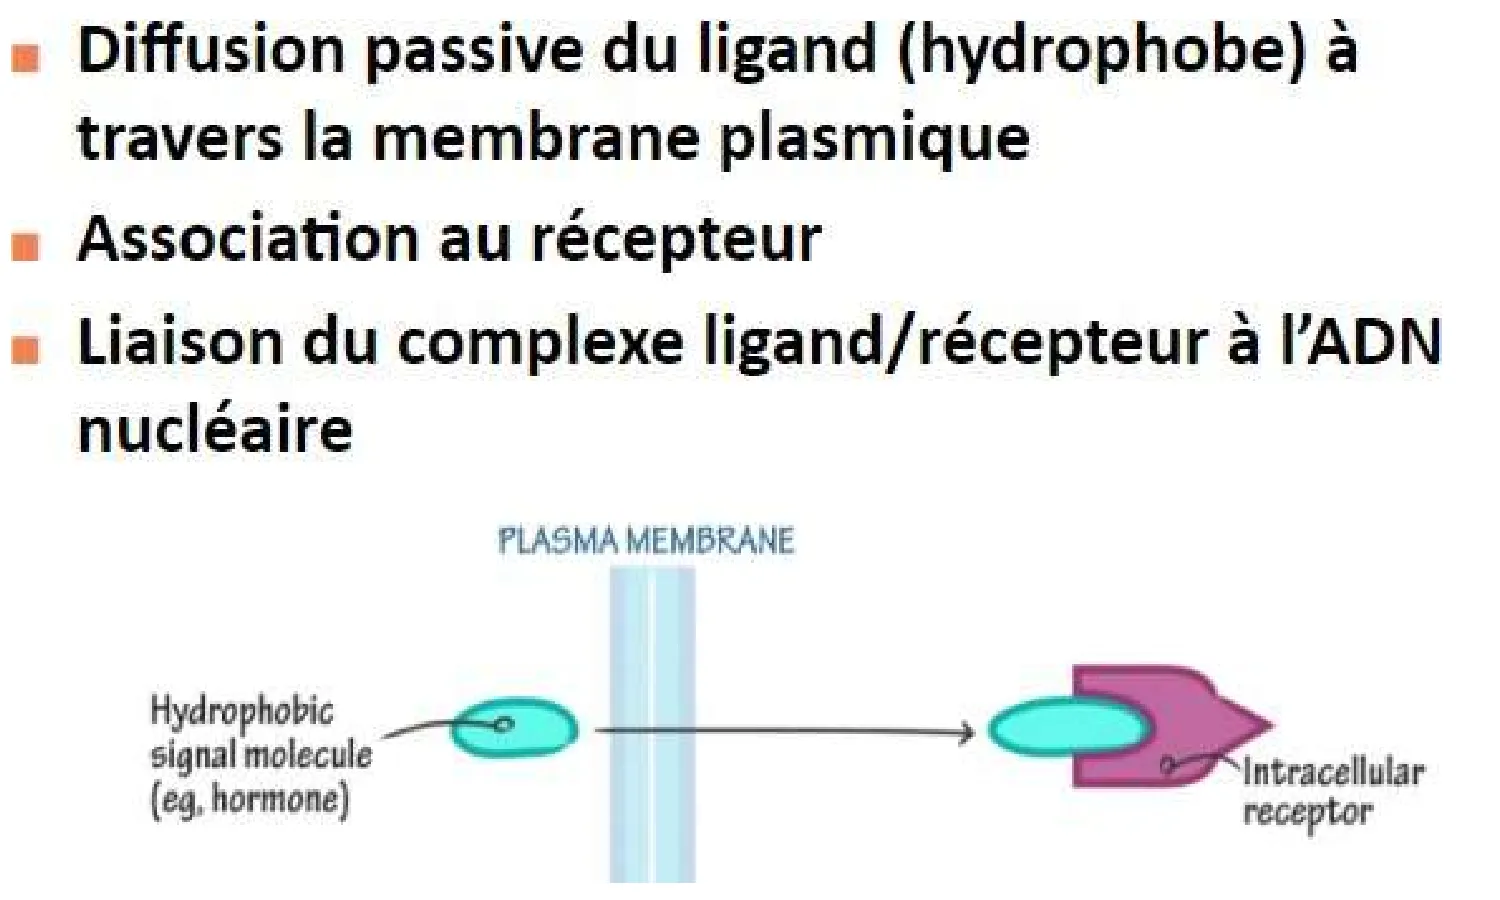 Diffusion passive du ligand (hydrophobe) à
travers la membrane plasmique
Association au récepteur
Liaison du complexe ligand/récepteur à l’ADN
nucléaire
PLASMA MEMBRANE
Hydrophobic
signal molecule
(eg, hormone)
Intracellular
receptor